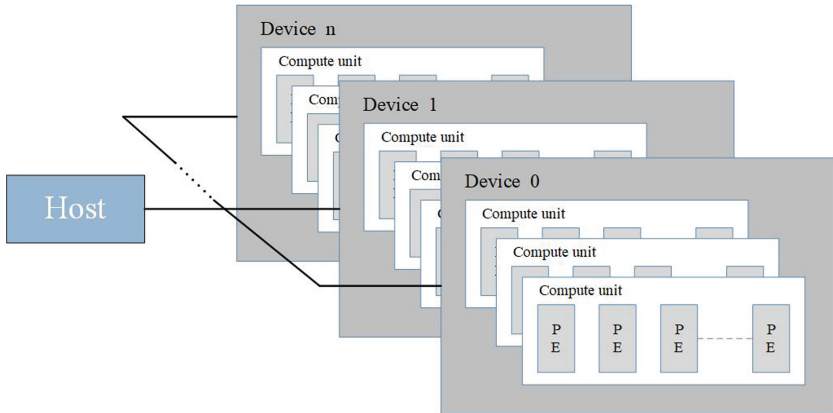 Device n
Compute unit
Device 1
Compute unit
Device 0
Host
Compute unit
Compute unit
Compute unit
P
E
P
E
P
E
P
E